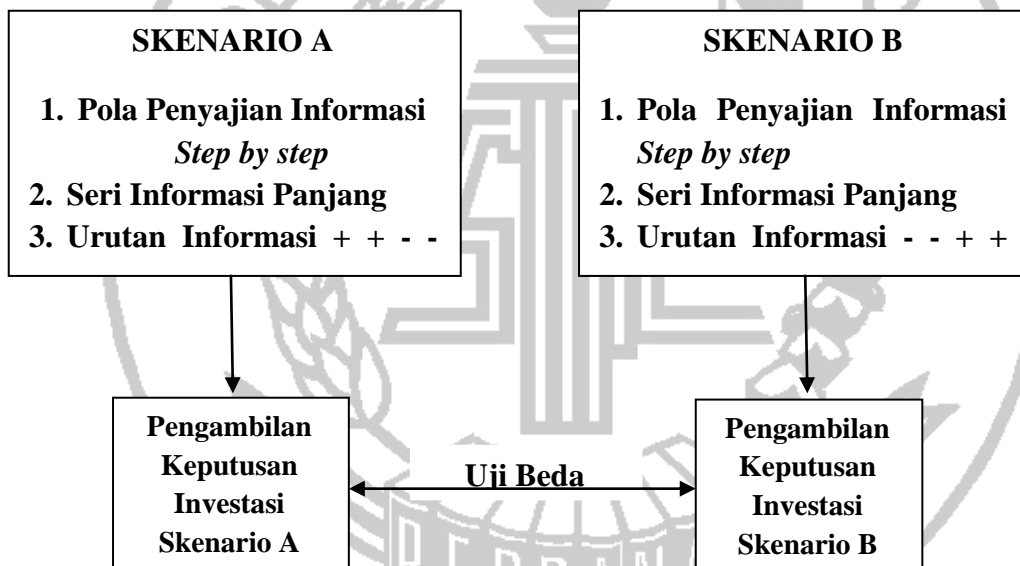 SKENARIO A
1. Pola Penyajian Informasi
Step by step
2. Seri Informasi Panjang
3. Urutan Informasi + + - -
SKENARIO B
1. Pola Penyajian Informasi
Step by step
2. Seri Informasi Panjang
3. Urutan Informasi - - + +
Pengambilan
Keputusan
Investasi
Skenario A
Uji Beda
Pengambilan
Keputusan
Investasi
Skenario B